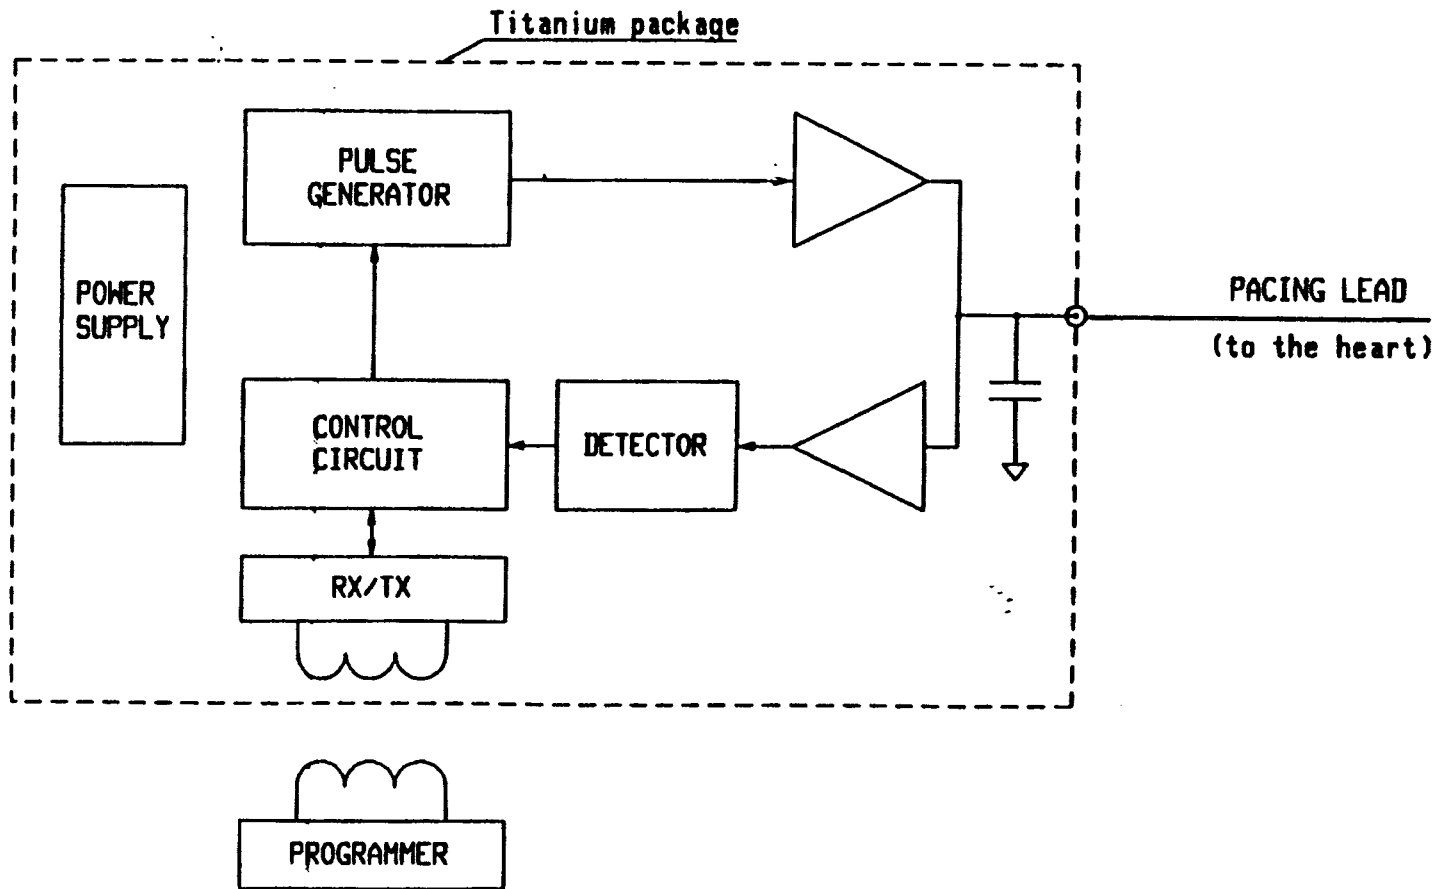 Titanium package
PULSE
GENERATOR
POWER
SUPPLY
PACING LEAD
(to the heart)
CONTROL
CIRCUIT
DETECTOR
RX/TX
PROGRAMMER